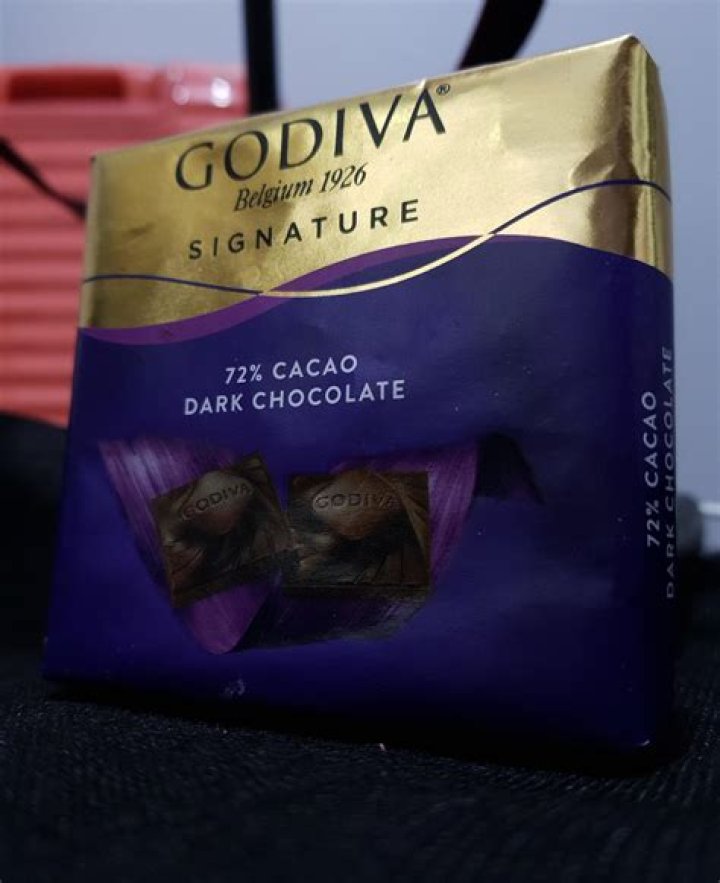 GODIVA®
Belgium 1926
SIGNATURE
72% CACAO
DARK CHOCOLATE
GODIVA
GODIVA
72% CACAO
DARK CHOCOLATE